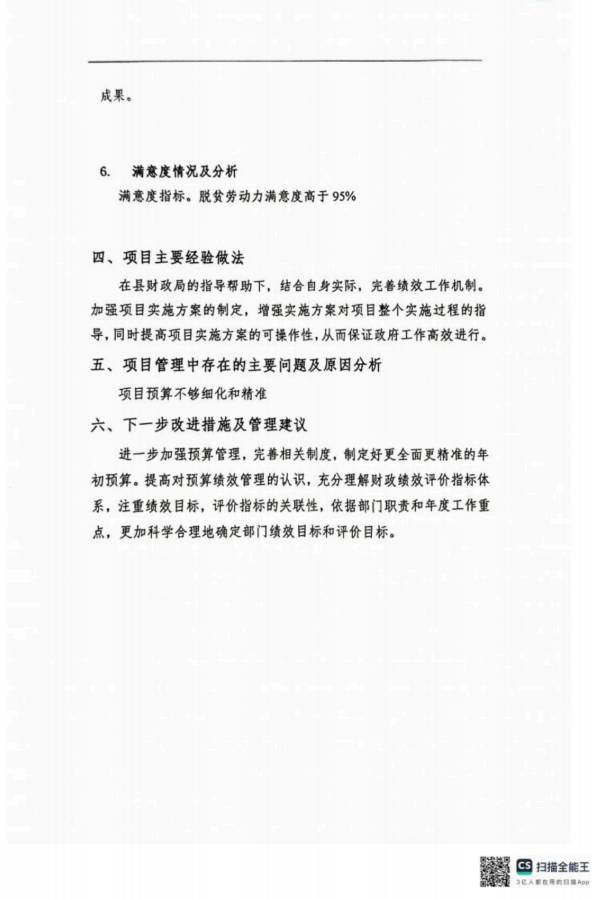 成果。
6. 满意度情况及分析
满意度指标。脱贫劳动力满意度高于 95%
四、项目主要经验做法
在县财政局的指导帮助下，结合自身实际，完善绩效工作机制。
加强项目实施方案的制定，增强实施方案对项目整个实施过程的指
导,同时提高项目实施方案的可操作性,从而保证政府工作高效进行。
五、项目管理中存在的主要问题及原因分析
项目预算不够细化和精准
六、下一步改进措施及管理建议
进一步加强预算管理，完善相关制度，制定好更全面更精准的年
初预算。提高对预算绩效管理的认识，充分理解财政绩效评价指标体
系，注重绩效目标，评价指标的关联性，依据部门职责和年度工作重
点，更加科学合理地确定部门绩效目标和评价目标。
CS 扫描全能王
3亿人都在用的扫描App